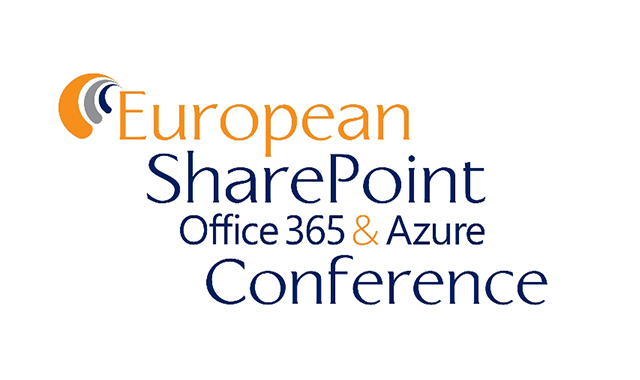 European
SharePoint
Office 365 & Azure
Conference